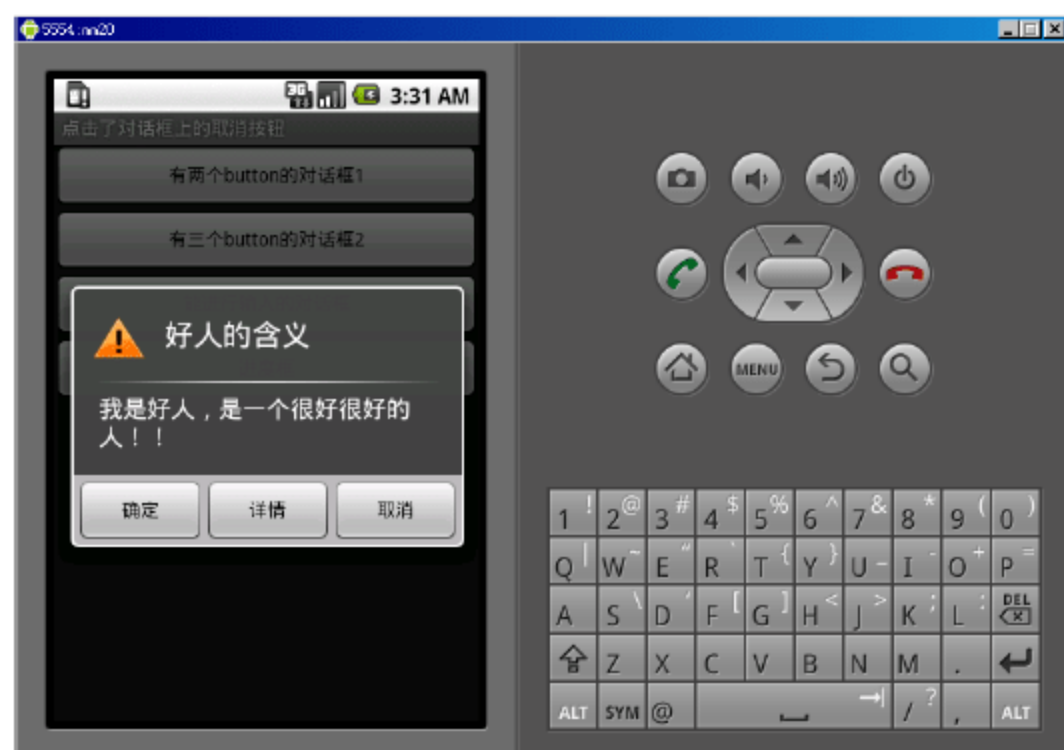 5554:nn20
3G
3:31 AM
点击了对话框上的取消按钮
有两个button的对话框1
有三个button的对话框2
好人的含义
我是好人，是一个很好很好的
人！！
确定 详情 取消
MENU
1 ! 2 @ 3 # 4 $ 5 % 6 ^ 7 & 8 * 9 ( 0 )
Q | W ~ E " R ` T { Y } U _ I - O + P =
A S \ D ' F [ G ] H < J > K ; L : DEL
Z X C V B N M .
ALT SYM @ / ? , ALT